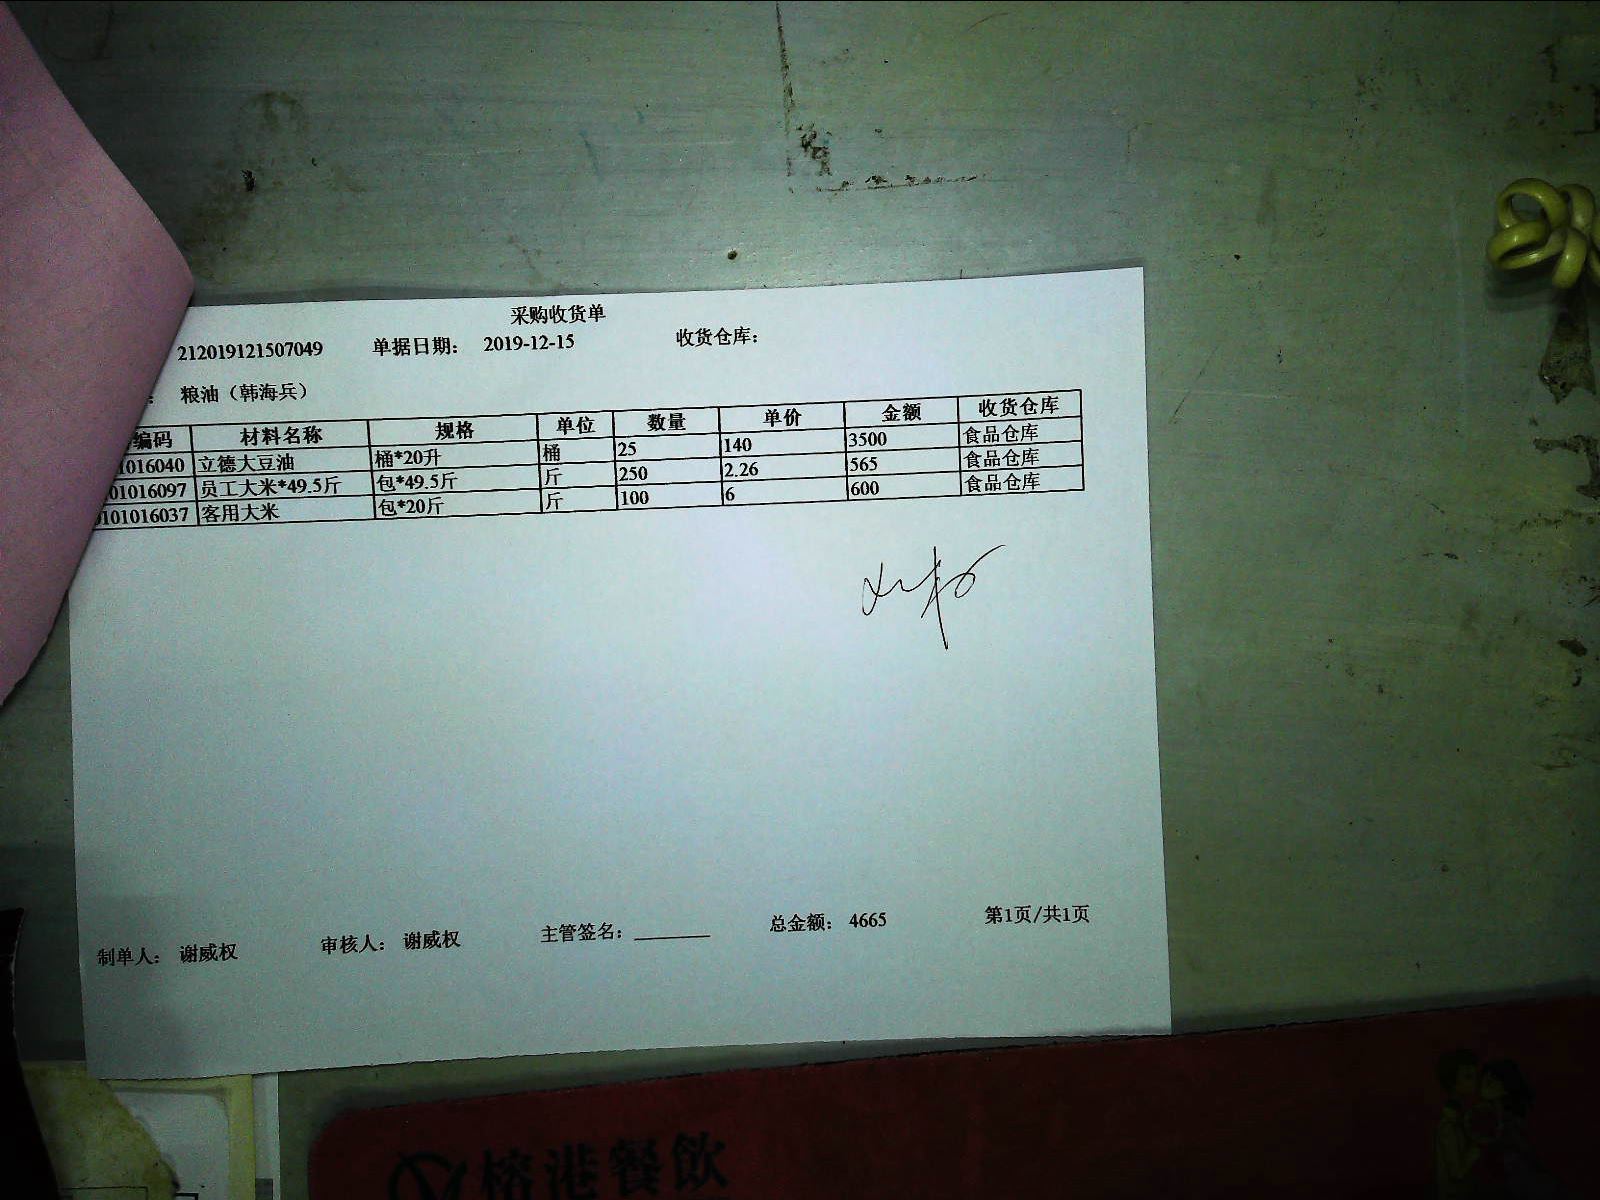 采购收货单
212019121507049 单据日期： 2019-12-15 收货仓库：
： 粮油（韩海兵）
编码 材料名称 规格 单位 数量 单价 金额 收货仓库
1016040 立德大豆油 桶*20升 桶 25 140 3500 食品仓库
01016097 员工大米*49.5斤 包*49.5斤 斤 250 2.26 565 食品仓库
0101016037 客用大米 包*20斤 斤 100 6 600 食品仓库
制单人： 谢威权 审核人： 谢威权 主管签名： 总金额： 4665 第1页/共1页
榕港餐飲